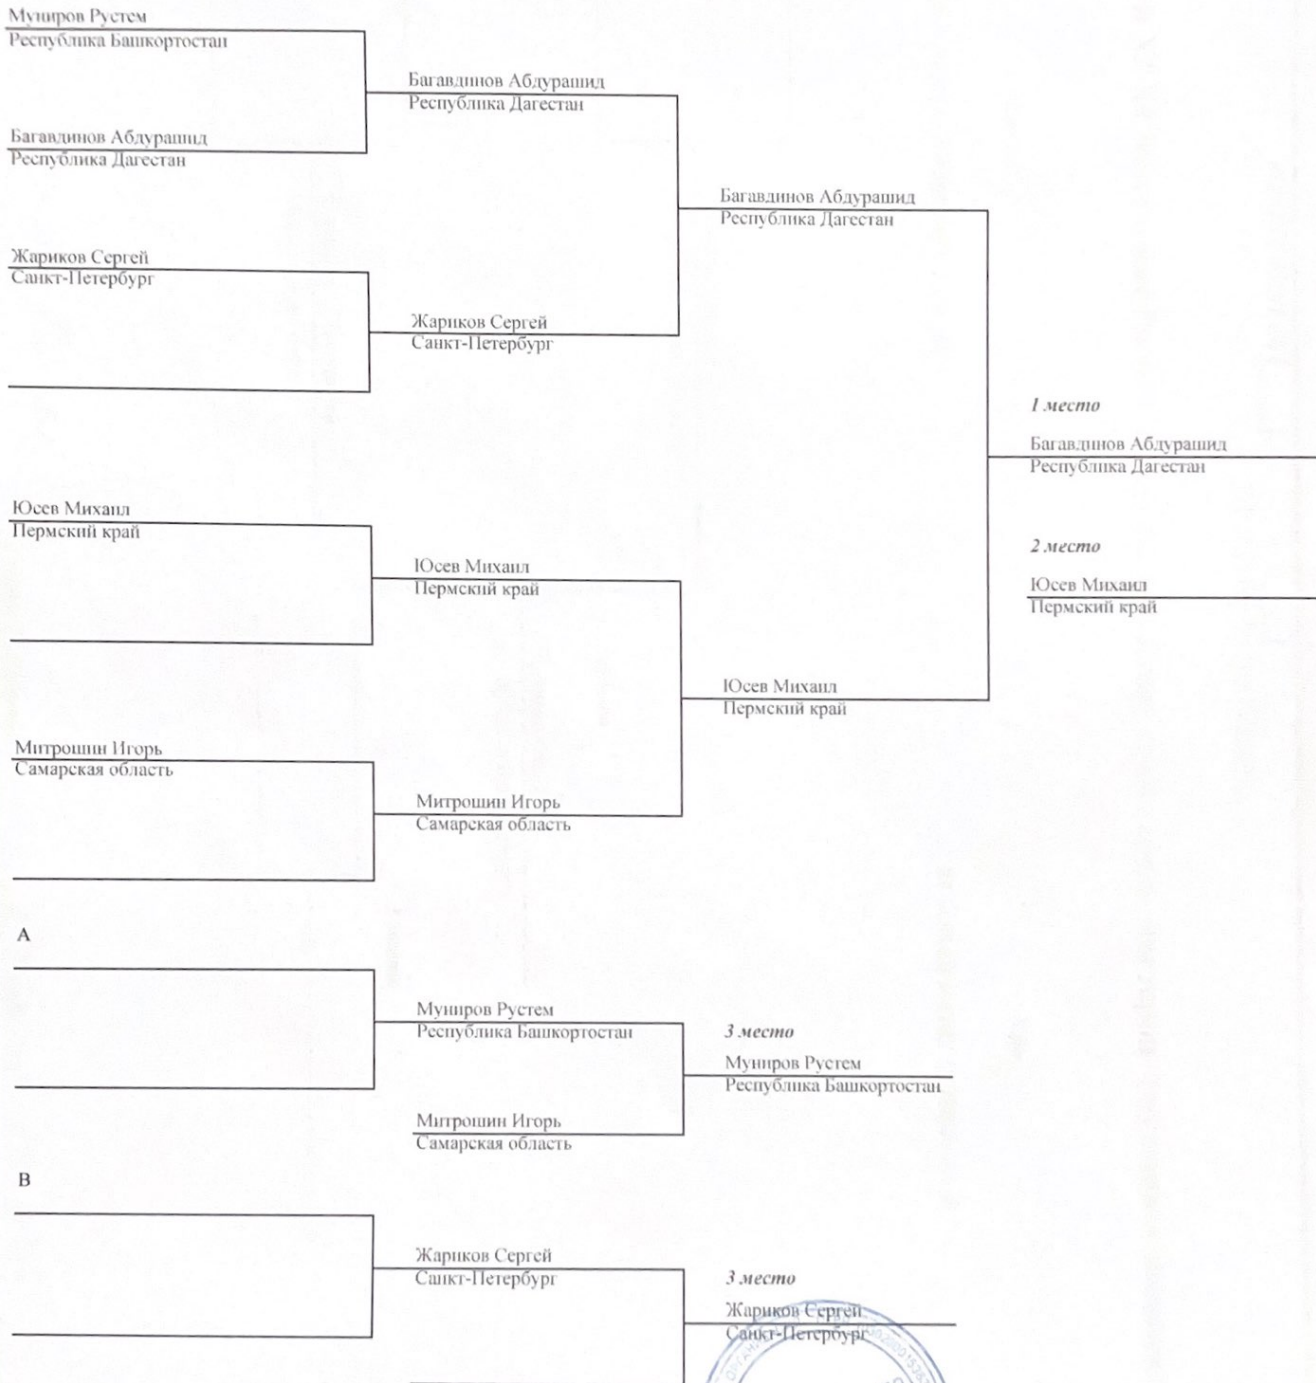 Муниров Рустем
Республика Башкортостан
Багавдинов Абдурашид
Республика Дагестан
Багавдинов Абдурашид
Республика Дагестан
Багавдинов Абдурашид
Республика Дагестан
Жариков Сергей
Санкт-Петербург
Жариков Сергей
Санкт-Петербург
1 место
Багавдинов Абдурашид
Республика Дагестан
Юсев Михаил
Пермский край
2 место
Юсев Михаил
Пермский край
Юсев Михаил
Пермский край
Юсев Михаил
Пермский край
Митрошин Игорь
Самарская область
Митрошин Игорь
Самарская область
А
Муниров Рустем
Республика Башкортостан
3 место
Муниров Рустем
Республика Башкортостан
Митрошин Игорь
Самарская область
В
Жариков Сергей
Санкт-Петербург
3 место
Жариков Сергей
Санкт-Петербург